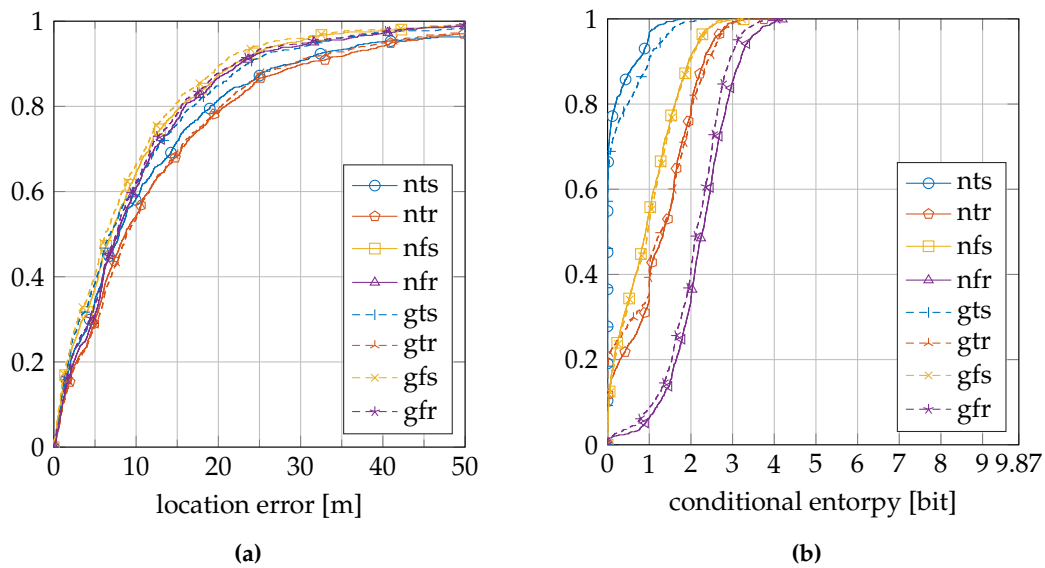 1
0.8
0.6
0.4
0.2
0
0 10 20 30 40 50
location error [m]
nts
ntr
nfs
nfr
gts
gtr
gfs
gfr
(a)
1
0.8
0.6
0.4
0.2
0
0 1 2 3 4 5 6 7 8 9 9.87
conditional entorpy [bit]
nts
ntr
nfs
nfr
gts
gtr
gfs
gfr
(b)